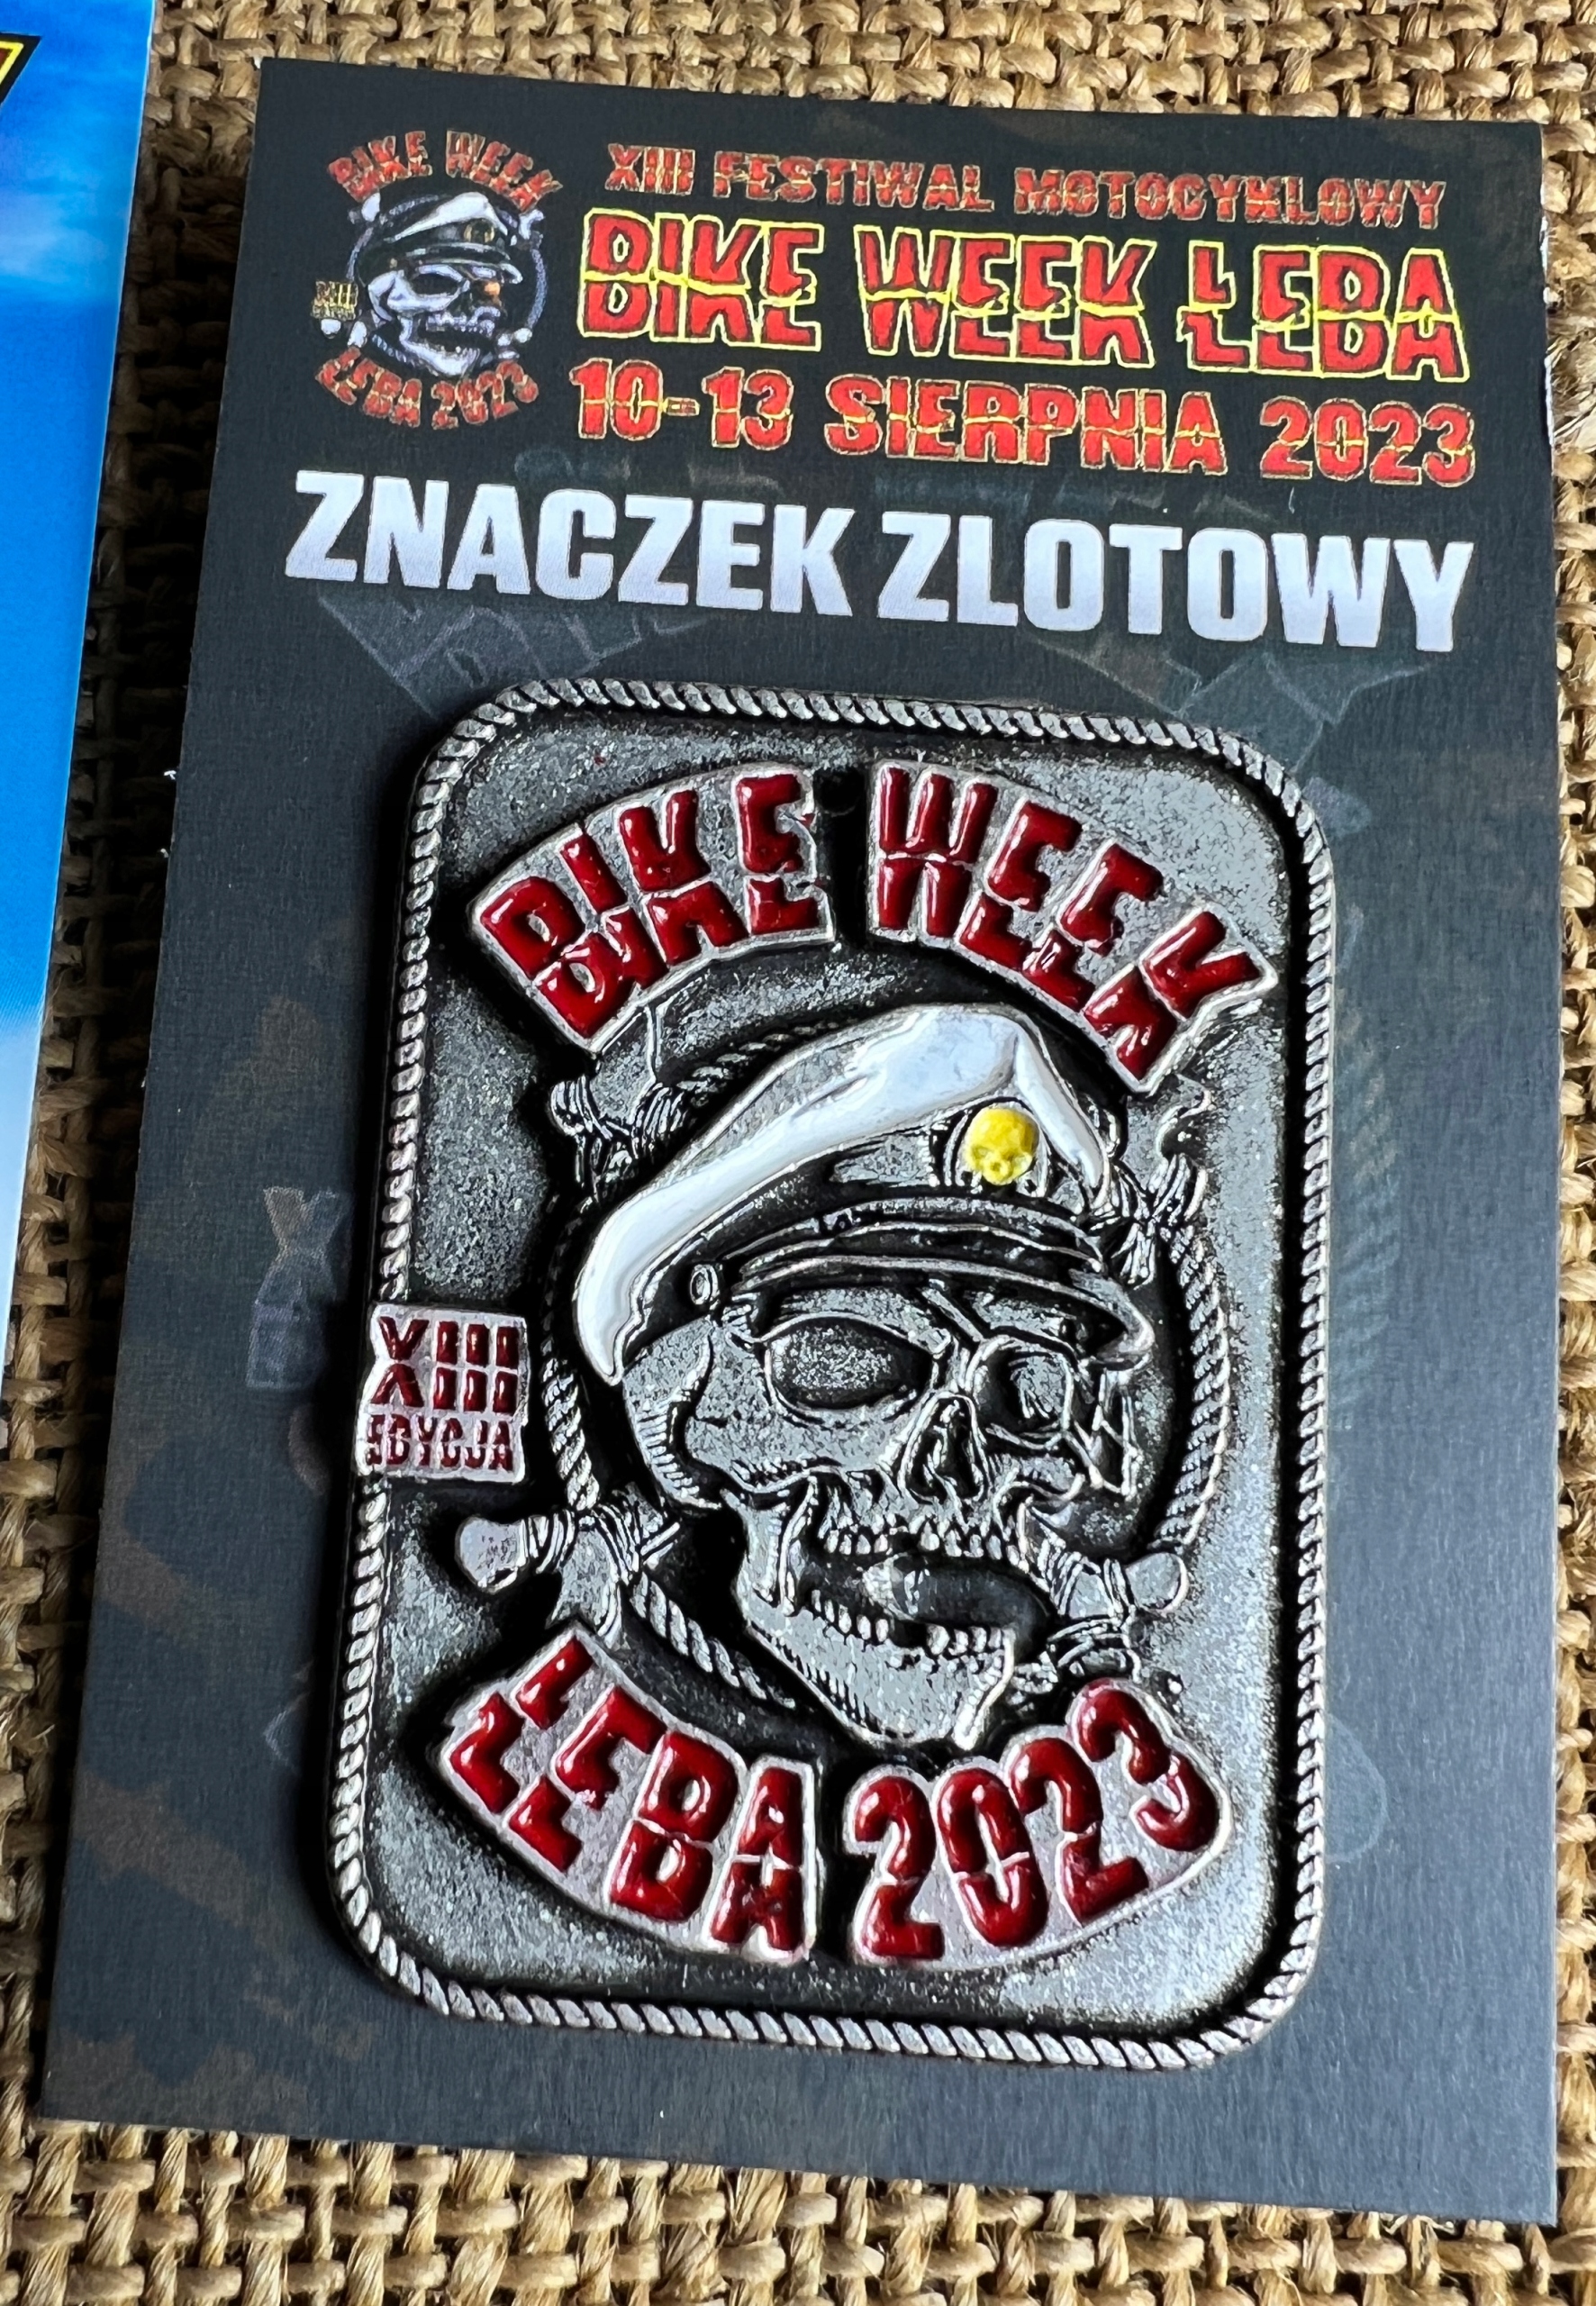 BIKE WEEK
XIII
ŁEBA 2023
XIII FESTIWAL MOTOCYKLOWY
BIKE WEEK ŁEBA
10-13 SIERPNIA 2023
ZNACZEK ZLOTOWY
BIKE WEEK
XIII
EDYCJA
ŁEBA 2023